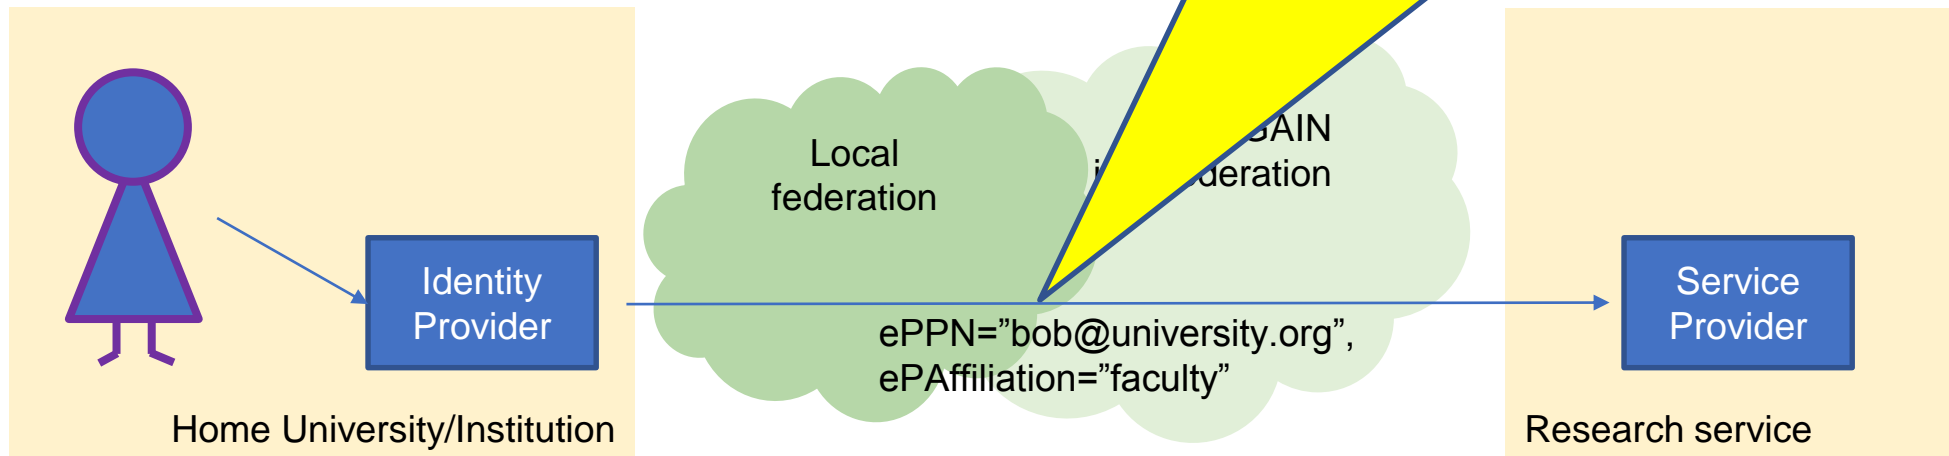 Local
federation
GAIN
i deration
Identity
Provider
Service
Provider
ePPN=”bob@university.org”,
ePAffiliation=”faculty”
Home University/Institution
Research service